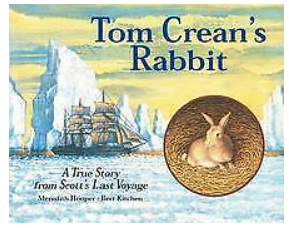 Tom Crean's
Rabbit
A True Story
from Scott's Last Voyage
Meredith Hooper · Bert Kitchen